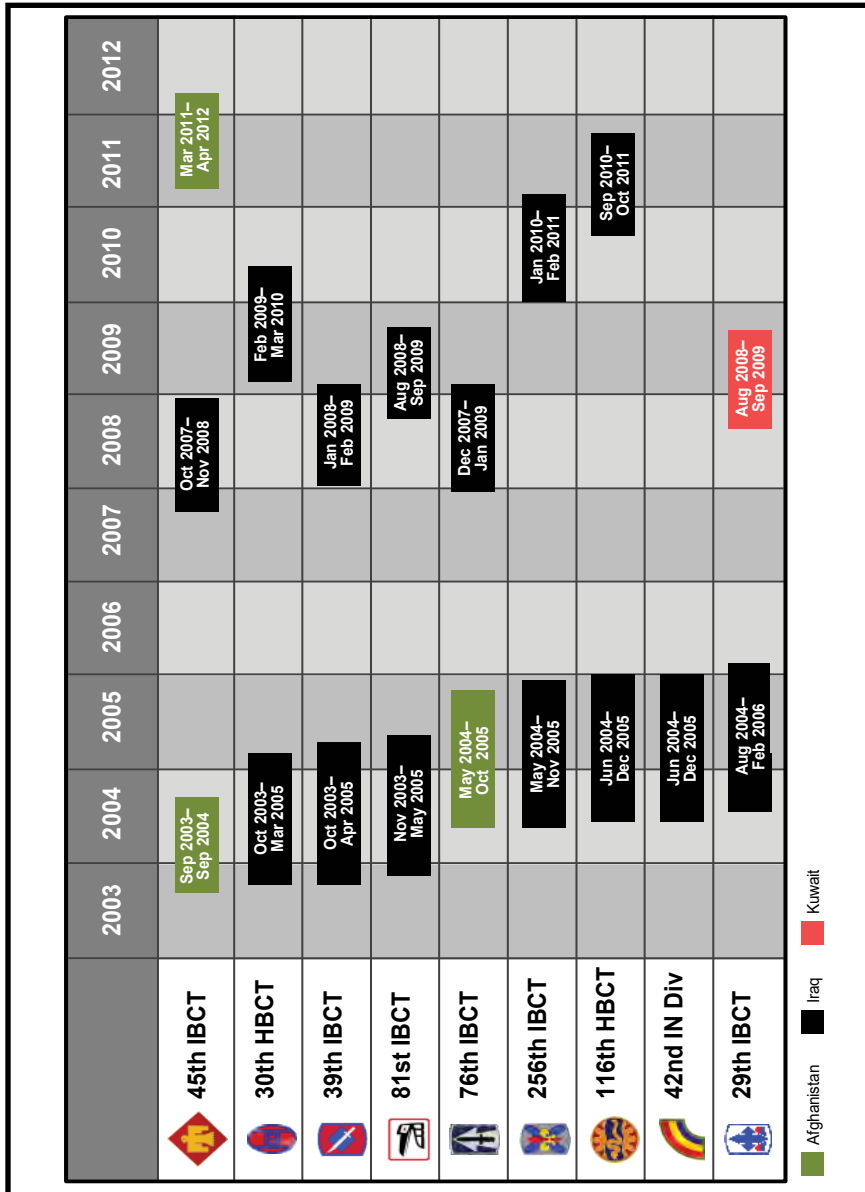 2003 2004 2005 2006 2007 2008 2009 2010 2011 2012
45th IBCT
Sep 2003–
Sep 2004
Oct 2007–
Nov 2008
Mar 2011–
Apr 2012
30th HBCT
Oct 2003–
Mar 2005
Feb 2009–
Mar 2010
39th IBCT
Oct 2003–
Apr 2005
Jan 2008–
Feb 2009
81st IBCT
Nov 2003–
May 2005
Aug 2008–
Sep 2009
76th IBCT
May 2004–
Oct 2005
Dec 2007–
Jan 2009
256th IBCT
May 2004–
Nov 2005
Jan 2010–
Feb 2011
116th HBCT
Jun 2004–
Dec 2005
Sep 2010–
Oct 2011
42nd IN Div
Jun 2004–
Dec 2005
29th IBCT
Aug 2004–
Feb 2006
Aug 2008–
Sep 2009
Afghanistan
Iraq
Kuwait